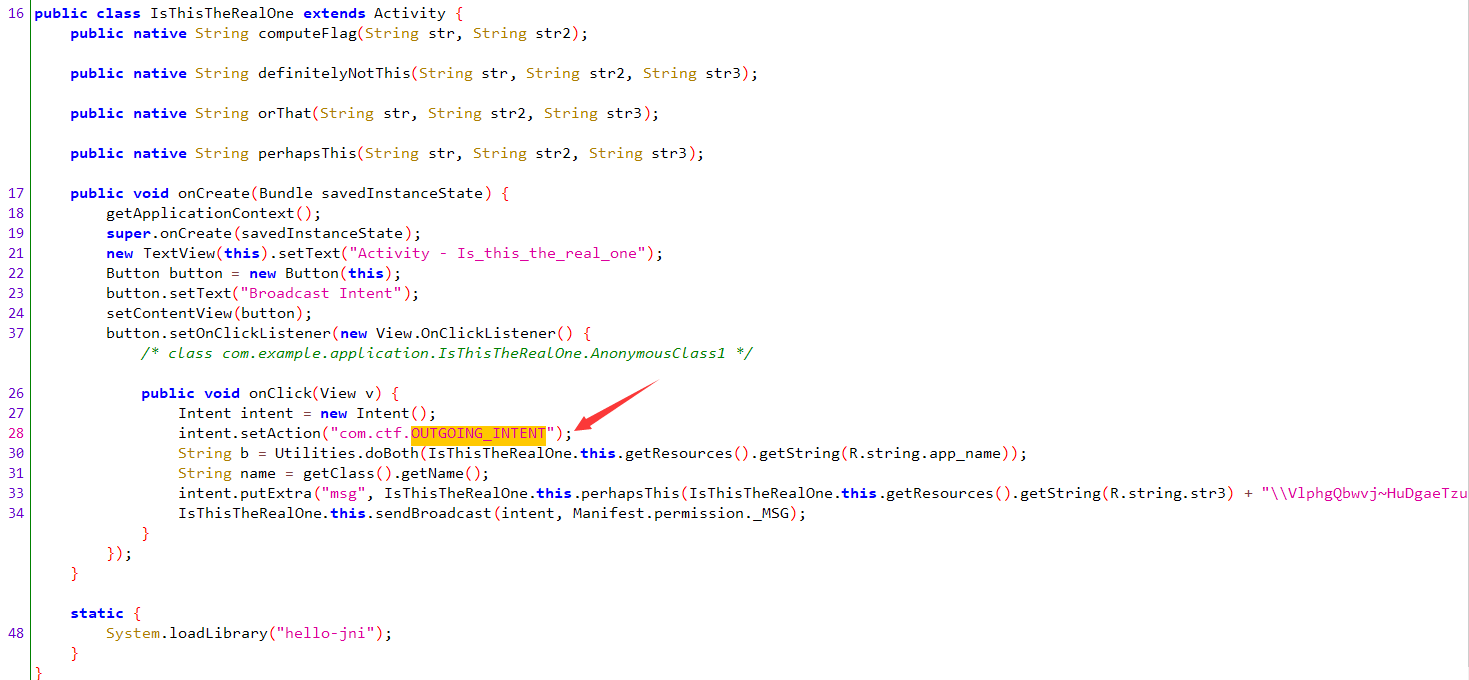 16 public class IsThisTheRealOne extends Activity {
public native String computeFlag(String str, String str2);
public native String definitelyNotThis(String str, String str2, String str3);
public native String orThat(String str, String str2, String str3);
public native String perhapsThis(String str, String str2, String str3);
17 public void onCreate(Bundle savedInstanceState) {
18 getApplicationContext();
19 super.onCreate(savedInstanceState);
21 new TextView(this).setText("Activity - Is_this_the_real_one");
22 Button button = new Button(this);
23 button.setText("Broadcast Intent");
24 setContentView(button);
37 button.setOnClickListener(new View.OnClickListener() {
/* class com.example.application.IsThisTheRealOne.AnonymousClass1 */
26 public void onClick(View v) {
27 Intent intent = new Intent();
28 intent.setAction("com.ctf.OUTGOING_INTENT");
30 String b = Utilities.doBoth(IsThisTheRealOne.this.getResources().getString(R.string.app_name));
31 String name = getClass().getName();
33 intent.putExtra("msg", IsThisTheRealOne.this.perhapsThis(IsThisTheRealOne.this.getResources().getString(R.string.str3) + "\\VlphgQbwvj~HuDgaeTzu
34 IsThisTheRealOne.this.sendBroadcast(intent, Manifest.permission._MSG);
}
});
}
static {
48 System.loadLibrary("hello-jni");
}
}